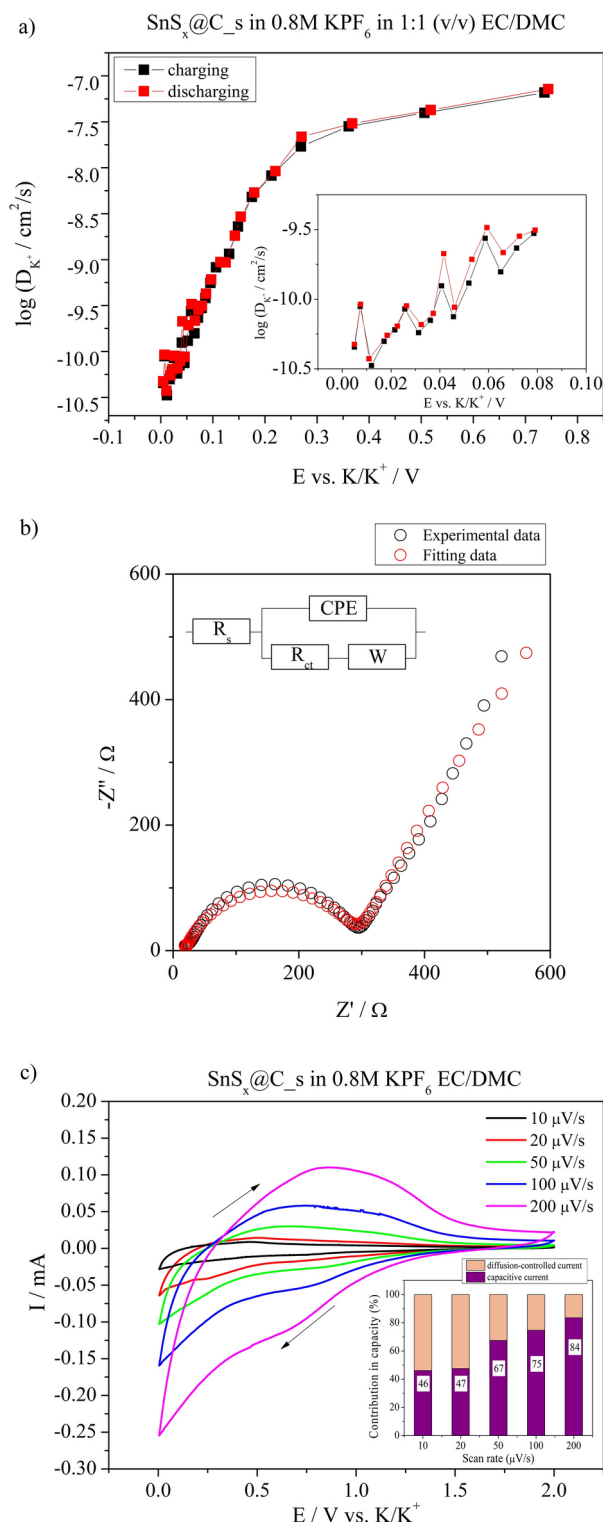 a)
SnSₓ@C_s in 0.8M KPF₆ in 1:1 (v/v) EC/DMC
charging
discharging
log (D_K⁺ / cm²/s)
-7.0
-7.5
-8.0
-8.5
-9.0
-9.5
-10.0
-10.5
-0.1 0.0 0.1 0.2 0.3 0.4 0.5 0.6 0.7 0.8
E vs. K/K⁺ / V
log (D_K⁺ / cm²/s)
-9.5
-10.0
-10.5
0.00 0.02 0.04 0.06 0.08 0.10
E vs. K/K⁺ / V
b)
Experimental data
Fitting data
R_s
CPE
R_ct
W
-Z'' / Ω
600
400
200
0
0 200 400 600
Z' / Ω
c)
SnSₓ@C_s in 0.8M KPF₆ EC/DMC
10 μV/s
20 μV/s
50 μV/s
100 μV/s
200 μV/s
I / mA
0.20
0.15
0.10
0.05
0.00
-0.05
-0.10
-0.15
-0.20
-0.25
-0.30
0.0 0.5 1.0 1.5 2.0
E / V vs. K/K⁺
diffusion-controlled current
capacitive current
Contribution in capacity (%)
100
80
60
40
20
0
46 47 67 75 84
10 20 50 100 200
Scan rate (μV/s)